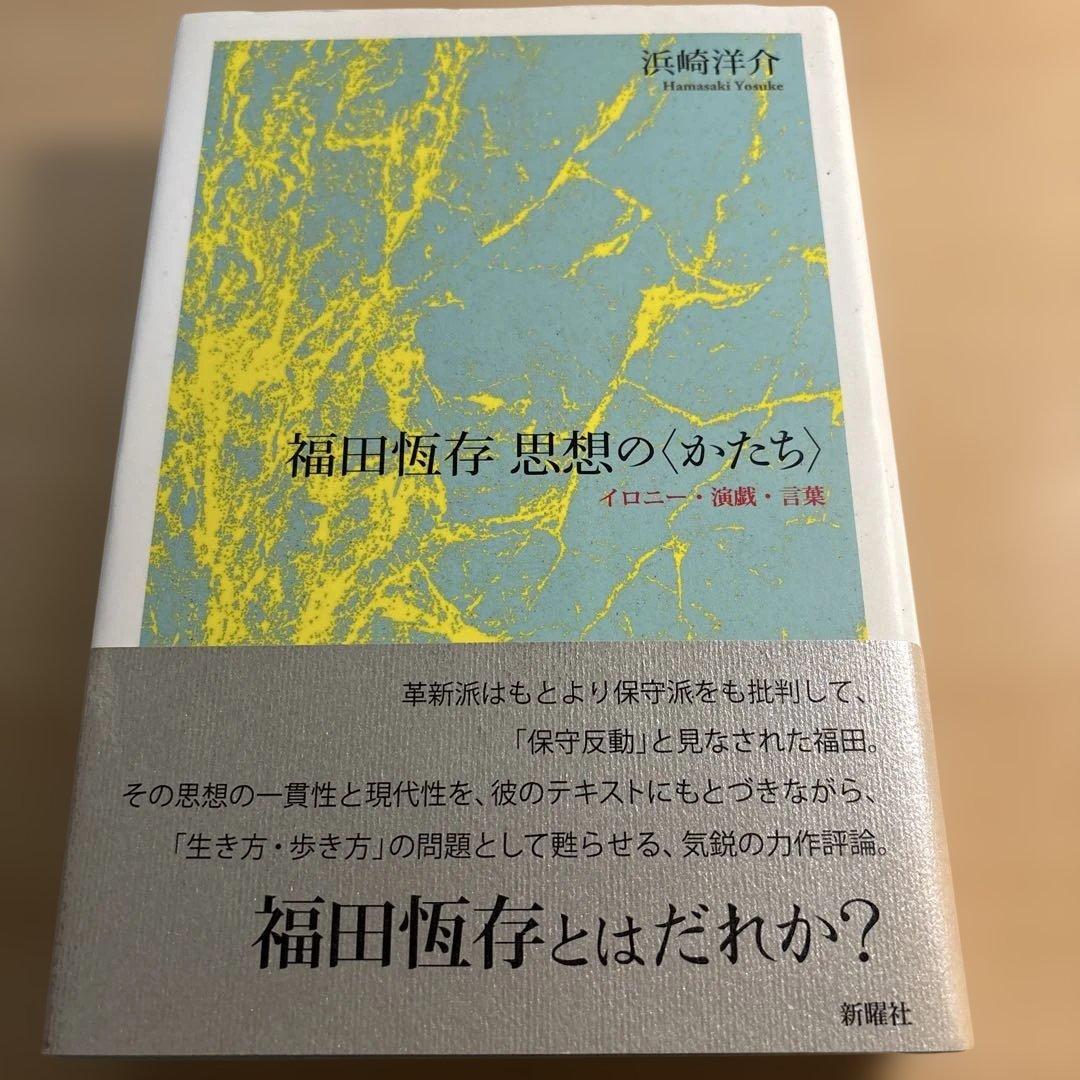 浜崎洋介
Hamasaki Yosuke
福田恆存 思想の〈かたち〉
イロニー・演戯・言葉
革新派はもとより保守派をも批判して、
「保守反動」と見なされた福田。
その思想の一貫性と現代性を、彼のテキストにもとづきながら、
「生き方・歩き方」の問題として甦らせる、気鋭の力作評論。
福田恆存とはだれか?
新曜社